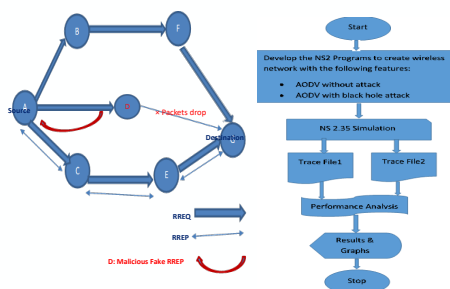 B
F
A
Source
D
× Packets drop
Destination
G
C
E
RREQ
RREP
D: Malicious Fake RREP
Start
Develop the NS2 Programs to create wireless
network with the following features:
• AODV without attack
• AODV with black hole attack
NS 2.35 Simulation
Trace File1
Trace File2
Performance Analysis
Results &
Graphs
Stop